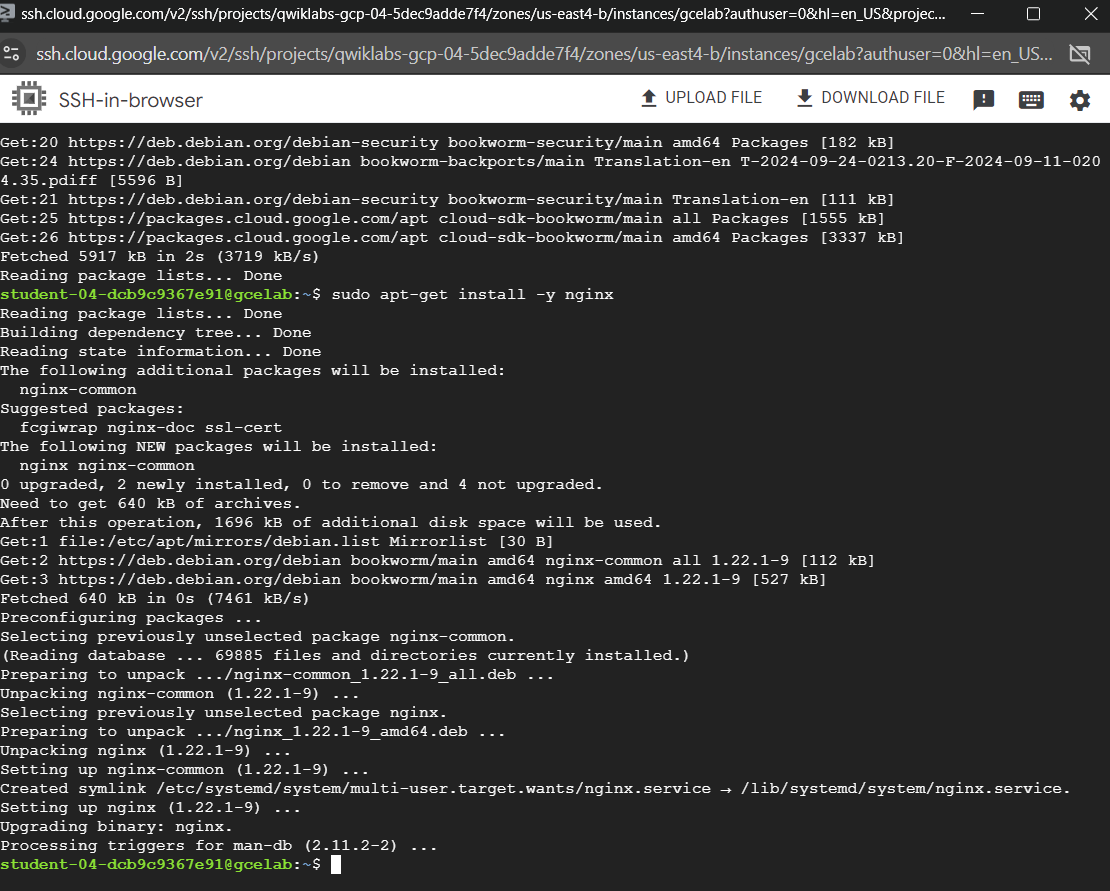 ssh.cloud.google.com/v2/ssh/projects/qwiklabs-gcp-04-5dec9adde7f4/zones/us-east4-b/instances/gcelab?authuser=0&hl=en_US&projec...
ssh.cloud.google.com/v2/ssh/projects/qwiklabs-gcp-04-5dec9adde7f4/zones/us-east4-b/instances/gcelab?authuser=0&hl=en_US...
SSH-in-browser UPLOAD FILE DOWNLOAD FILE
Get:20 https://deb.debian.org/debian-security bookworm-security/main amd64 Packages [182 kB]
Get:24 https://deb.debian.org/debian bookworm-backports/main Translation-en T-2024-09-24-0213.20-F-2024-09-11-020
4.35.pdiff [5596 B]
Get:21 https://deb.debian.org/debian-security bookworm-security/main Translation-en [111 kB]
Get:25 https://packages.cloud.google.com/apt cloud-sdk-bookworm/main all Packages [1555 kB]
Get:26 https://packages.cloud.google.com/apt cloud-sdk-bookworm/main amd64 Packages [3337 kB]
Fetched 5917 kB in 2s (3719 kB/s)
Reading package lists... Done
student-04-dcb9c9367e91@gcelab:~$ sudo apt-get install -y nginx
Reading package lists... Done
Building dependency tree... Done
Reading state information... Done
The following additional packages will be installed:
  nginx-common
Suggested packages:
  fcgiwrap nginx-doc ssl-cert
The following NEW packages will be installed:
  nginx nginx-common
0 upgraded, 2 newly installed, 0 to remove and 4 not upgraded.
Need to get 640 kB of archives.
After this operation, 1696 kB of additional disk space will be used.
Get:1 file:/etc/apt/mirrors/debian.list Mirrorlist [30 B]
Get:2 https://deb.debian.org/debian bookworm/main amd64 nginx-common all 1.22.1-9 [112 kB]
Get:3 https://deb.debian.org/debian bookworm/main amd64 nginx amd64 1.22.1-9 [527 kB]
Fetched 640 kB in 0s (7461 kB/s)
Preconfiguring packages ...
Selecting previously unselected package nginx-common.
(Reading database ... 69885 files and directories currently installed.)
Preparing to unpack .../nginx-common_1.22.1-9_all.deb ...
Unpacking nginx-common (1.22.1-9) ...
Selecting previously unselected package nginx.
Preparing to unpack .../nginx_1.22.1-9_amd64.deb ...
Unpacking nginx (1.22.1-9) ...
Setting up nginx-common (1.22.1-9) ...
Created symlink /etc/systemd/system/multi-user.target.wants/nginx.service → /lib/systemd/system/nginx.service.
Setting up nginx (1.22.1-9) ...
Upgrading binary: nginx.
Processing triggers for man-db (2.11.2-2) ...
student-04-dcb9c9367e91@gcelab:~$